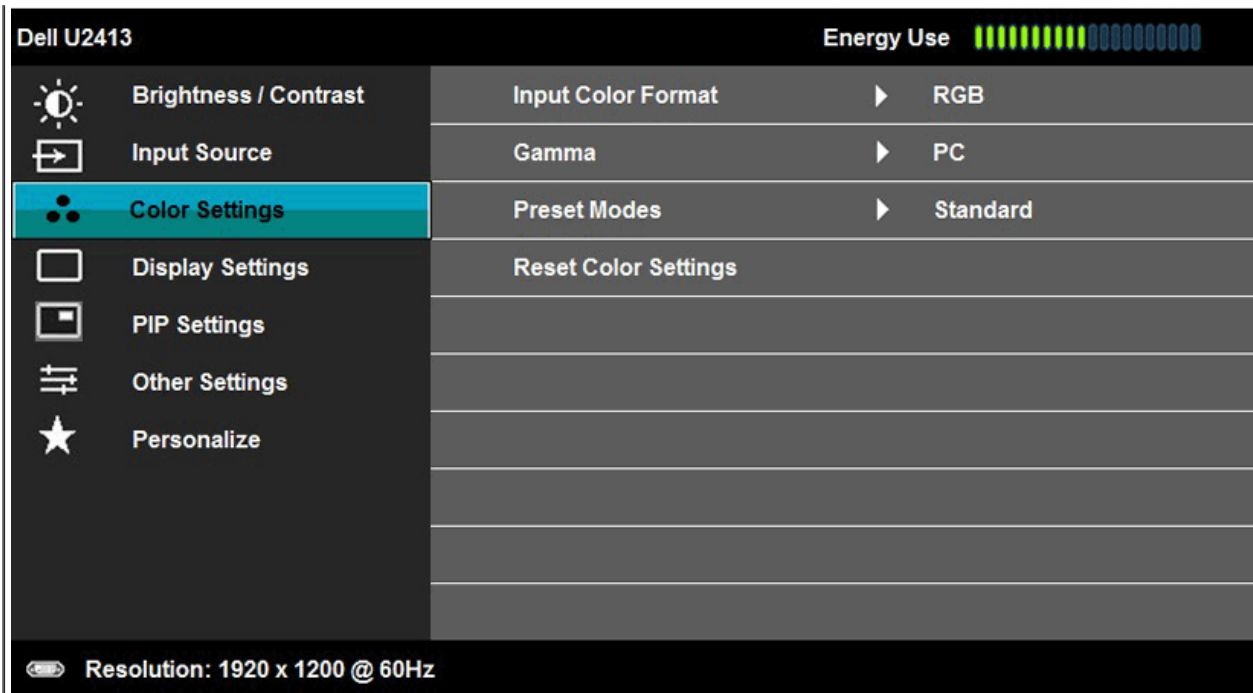 Dell U2413 Energy Use
Brightness / Contrast Input Color Format RGB
Input Source Gamma PC
Color Settings Preset Modes Standard
Display Settings Reset Color Settings
PIP Settings
Other Settings
Personalize
Resolution: 1920 x 1200 @ 60Hz